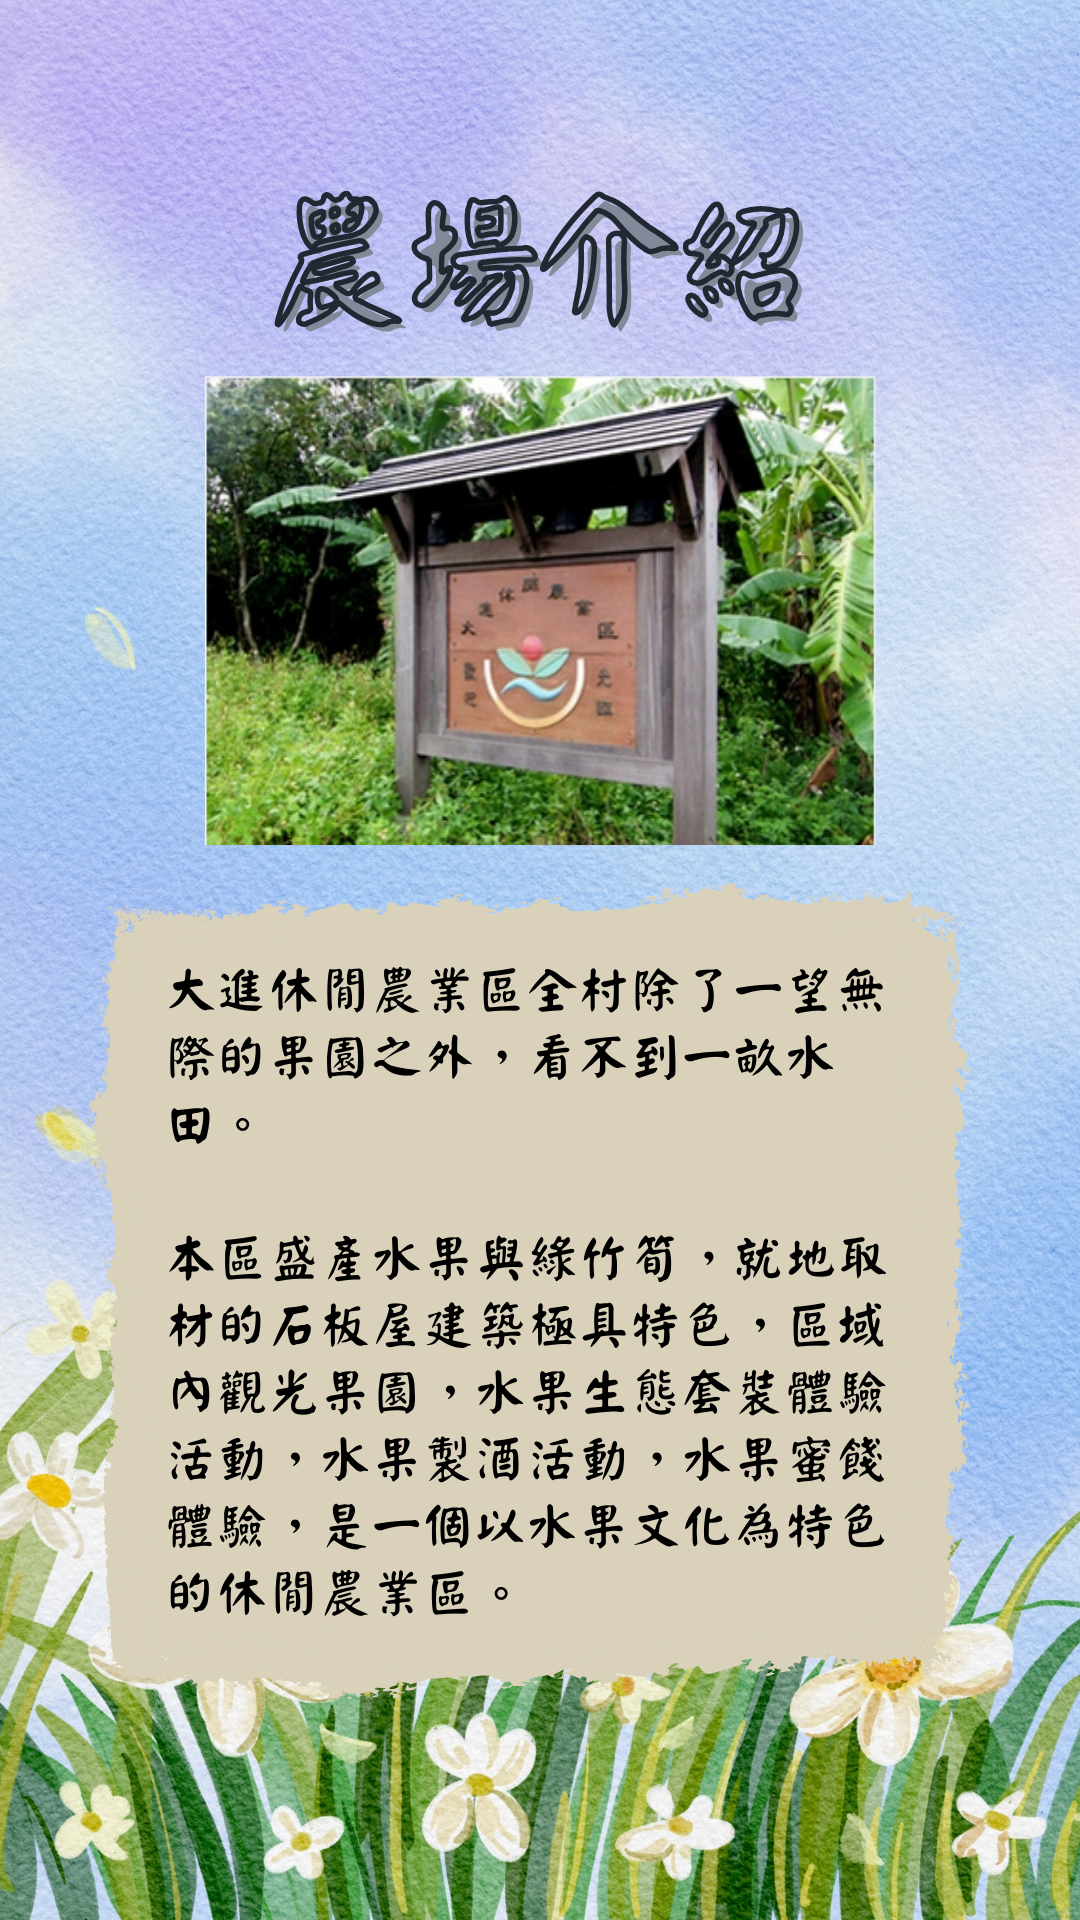 農場介紹
大進休閒農業區
歡迎
光臨
大進休閒農業區全村除了一望無
際的果園之外，看不到一畝水
田。
本區盛產水果與綠竹筍，就地取
材的石板屋建築極具特色，區域
內觀光果園，水果生態套裝體驗
活動，水果製酒活動，水果蜜餞
體驗，是一個以水果文化為特色
的休閒農業區。